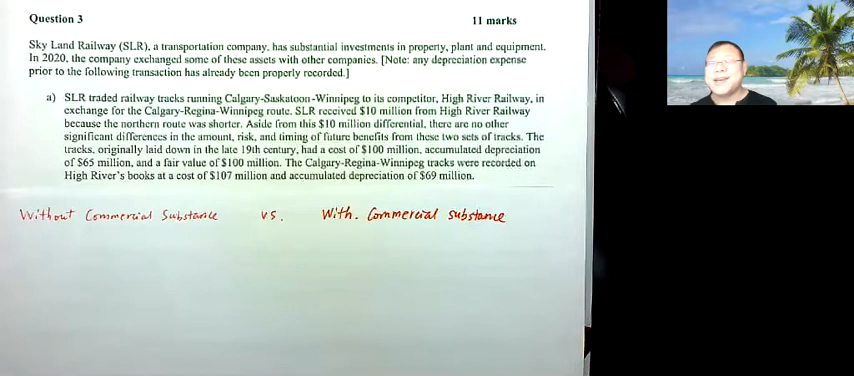 Question 3 11 marks
Sky Land Railway (SLR), a transportation company, has substantial investments in property, plant and equipment.
In 2020, the company exchanged some of these assets with other companies. [Note: any depreciation expense
prior to the following transaction has already been properly recorded.]
a) SLR traded railway tracks running Calgary-Saskatoon-Winnipeg to its competitor, High River Railway, in
exchange for the Calgary-Regina-Winnipeg route. SLR received $10 million from High River Railway
because the northern route was shorter. Aside from this $10 million differential, there are no other
significant differences in the amount, risk, and timing of future benefits from these two sets of tracks. The
tracks, originally laid down in the late 19th century, had a cost of $100 million, accumulated depreciation
of $65 million, and a fair value of $100 million. The Calgary-Regina-Winnipeg tracks were recorded on
High River's books at a cost of $107 million and accumulated depreciation of $69 million.
Without Commercial Substance vs. With. Commercial substance